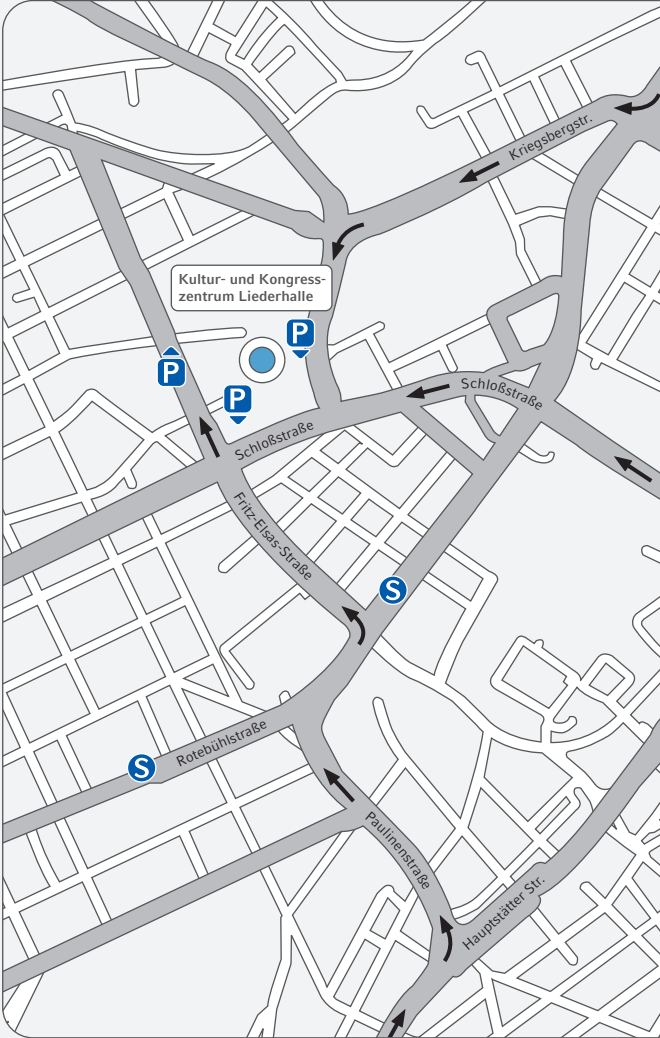 Kriegsbergstr.
Kultur- und Kongress-
zentrum Liederhalle
P
P
P
Schloßstraße
Schloßstraße
Fritz-Elsas-Straße
S
Rotebühlstraße
S
Paulinenstraße
Hauptstätter Str.